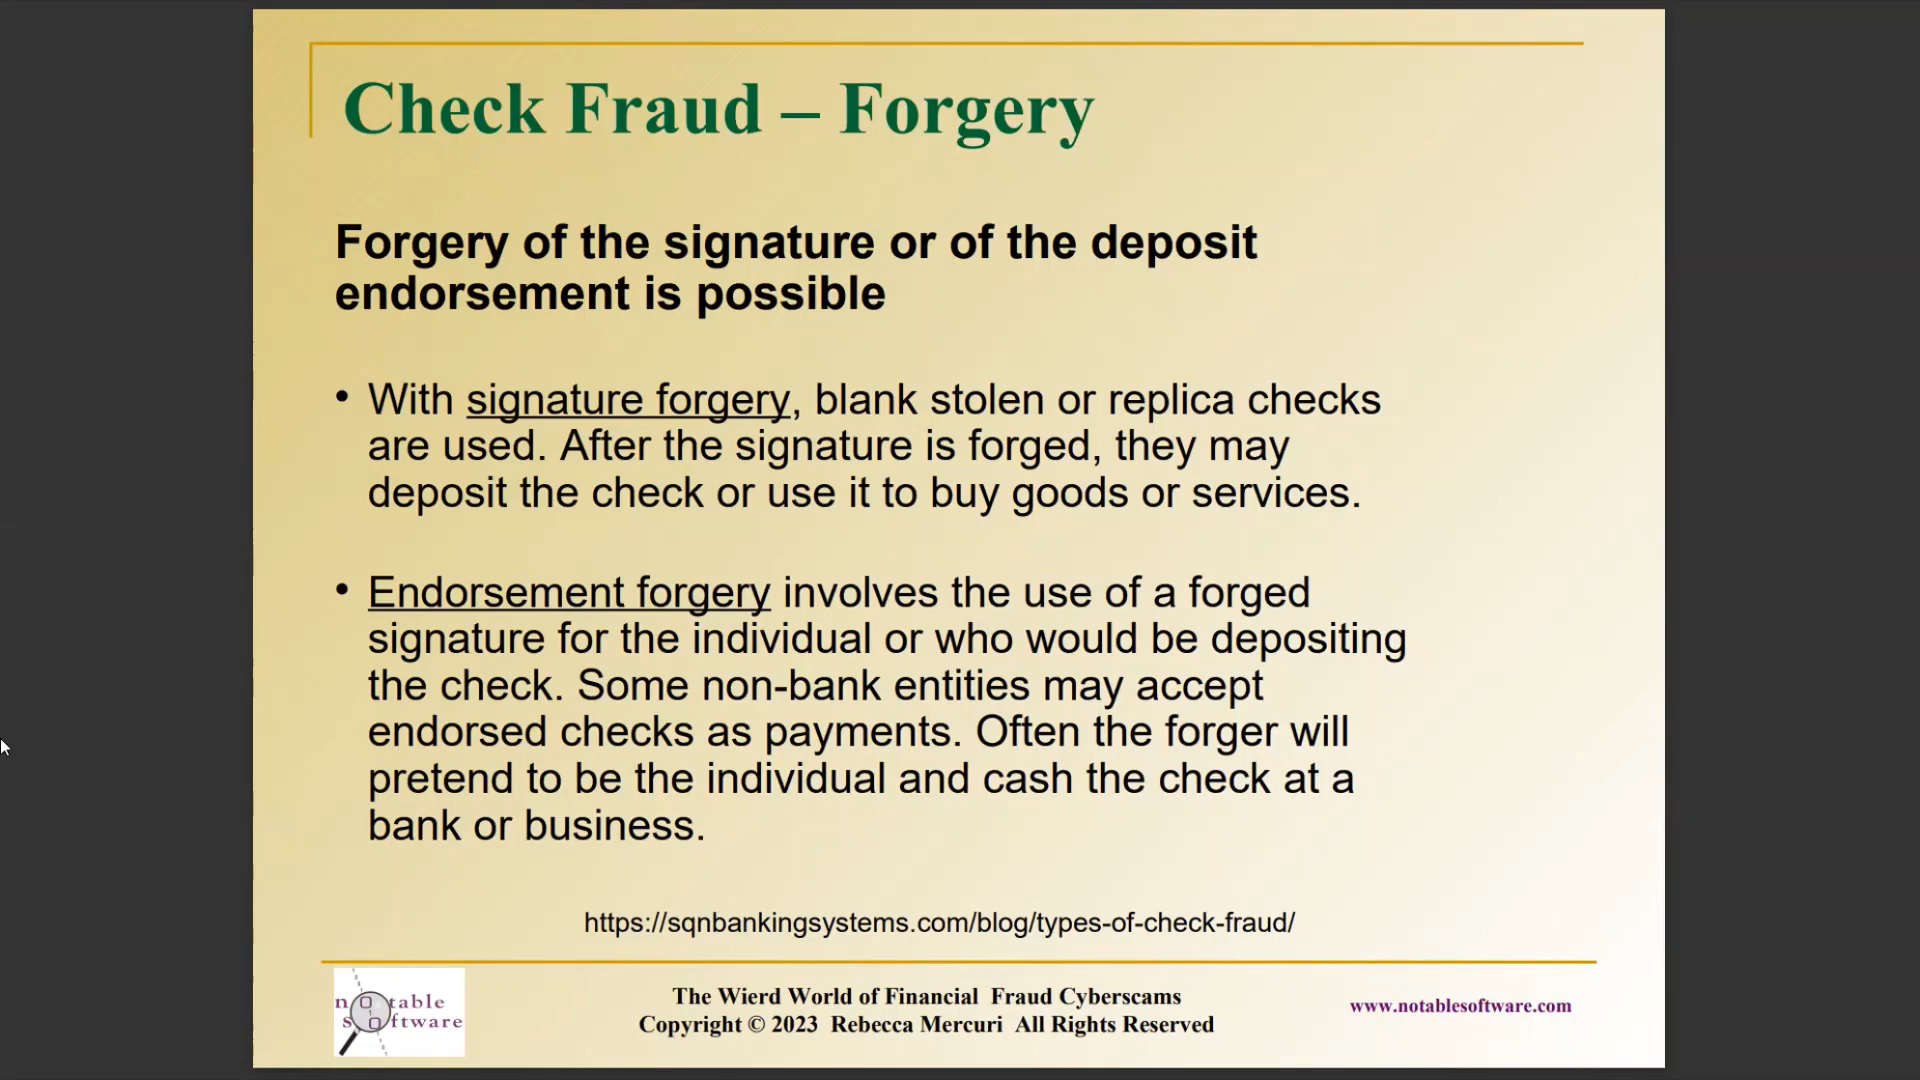 Check Fraud – Forgery
Forgery of the signature or of the deposit
endorsement is possible
• With signature forgery, blank stolen or replica checks
are used. After the signature is forged, they may
deposit the check or use it to buy goods or services.
• Endorsement forgery involves the use of a forged
signature for the individual or who would be depositing
the check. Some non-bank entities may accept
endorsed checks as payments. Often the forger will
pretend to be the individual and cash the check at a
bank or business.
https://sqnbankingsystems.com/blog/types-of-check-fraud/
notable
software
The Wierd World of Financial Fraud Cyberscams
Copyright © 2023 Rebecca Mercuri All Rights Reserved
www.notablesoftware.com